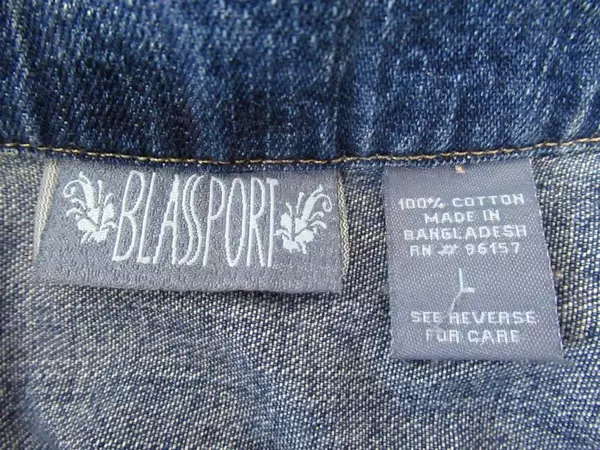 BLASSPORT
100% COTTON
MADE IN
BANGLADESH
RN # 96157
L
SEE REVERSE
FOR CARE